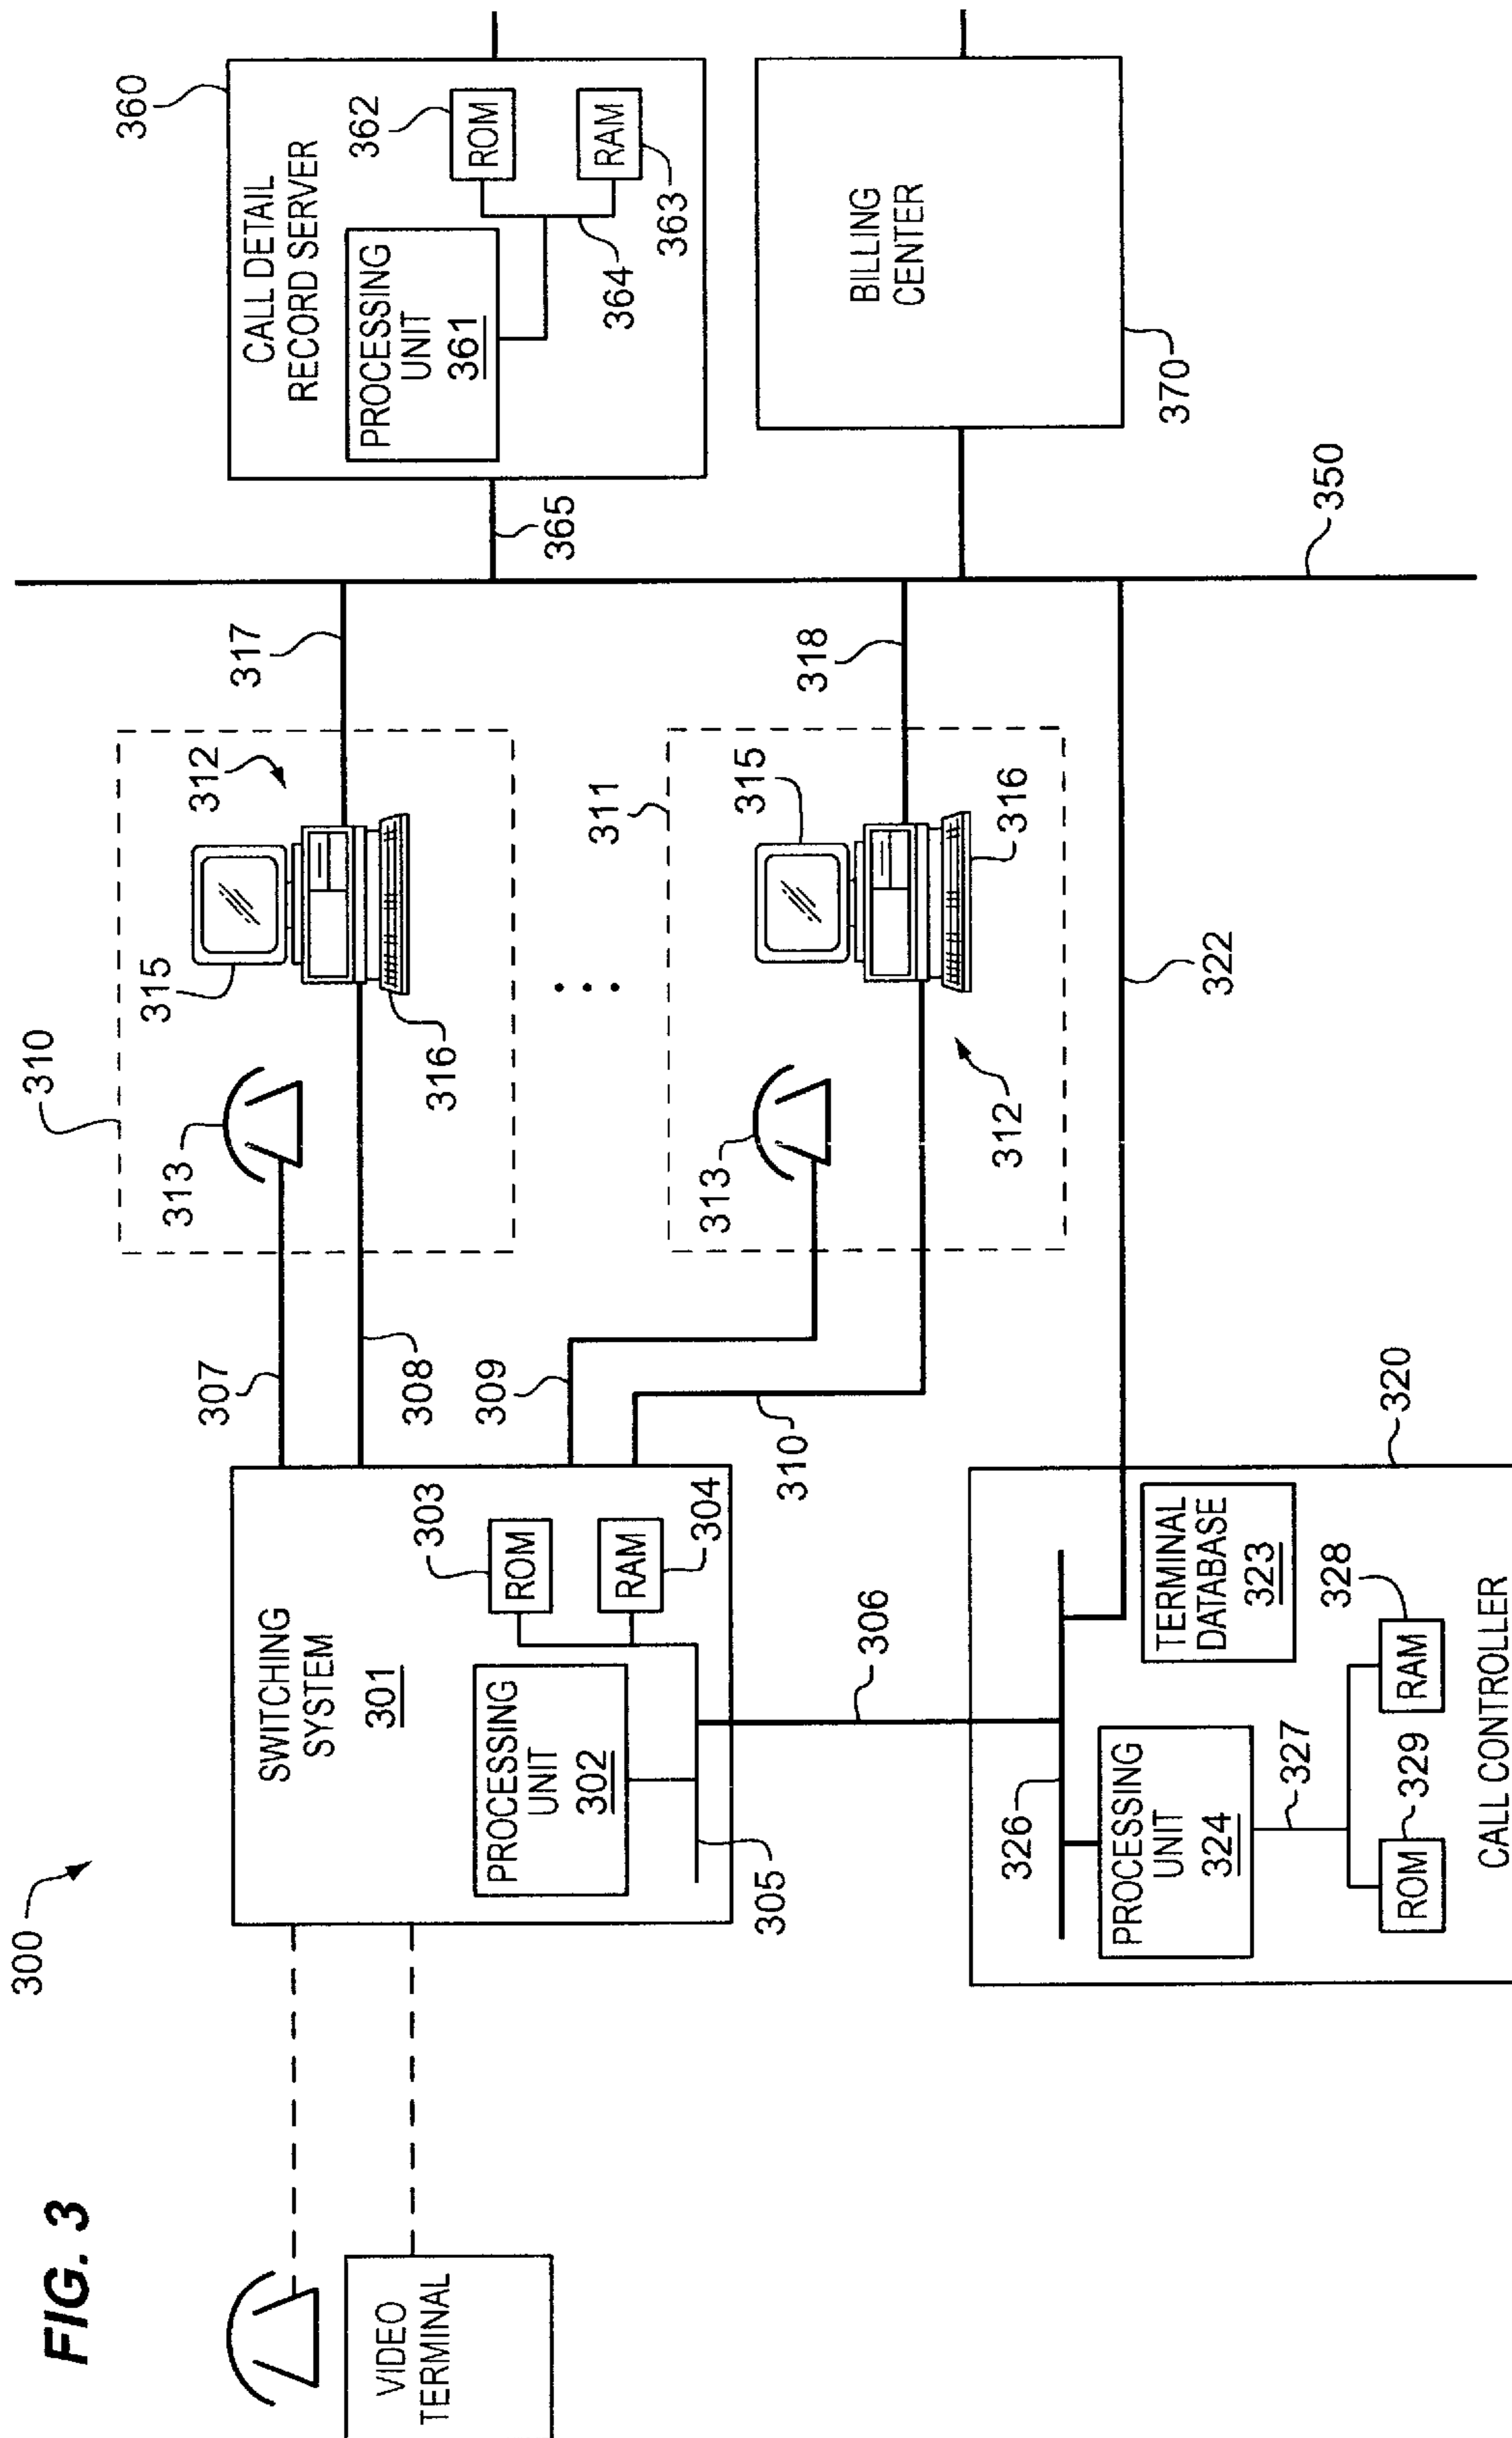 FIG. 3
300
VIDEO
TERMINAL
SWITCHING
SYSTEM
301
PROCESSING
UNIT
302
ROM
303
RAM
304
305
306
307
308
309
310
310
313
315
312
316
317
311
313
315
312
316
318
322
320
326
PROCESSING
UNIT
324
327
TERMINAL
DATABASE
323
328
RAM
ROM
329
CALL CONTROLLER
350
360
CALL DETAIL
RECORD SERVER
PROCESSING
UNIT
361
362
ROM
RAM
363
364
365
BILLING
CENTER
370